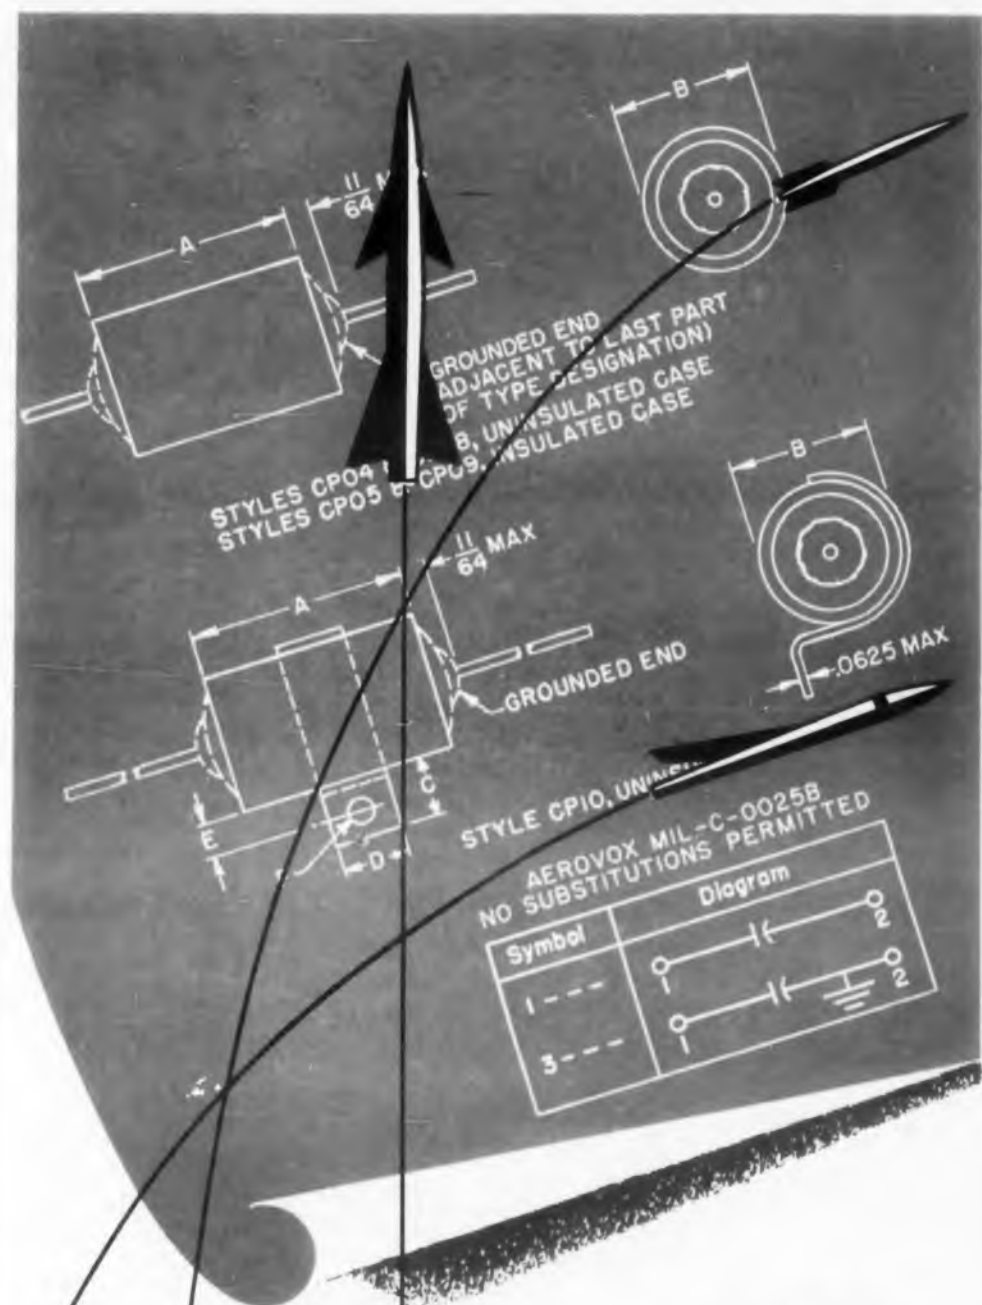 B
11
64
A
GROUNDED END
ADJACENT TO LAST PART
OF TYPE DESIGNATION)
STYLES CP04 8, UNINSULATED CASE
STYLES CP05 & CP09, INSULATED CASE
B
11
64 MAX
A
.0625 MAX
GROUNDED END
C
E
D
STYLE CP10,
AEROVOX MIL-C-0025B
NO SUBSTITUTIONS PERMITTED
Symbol Diagram
1 - - - -
1 2
3 - - - -
1 2